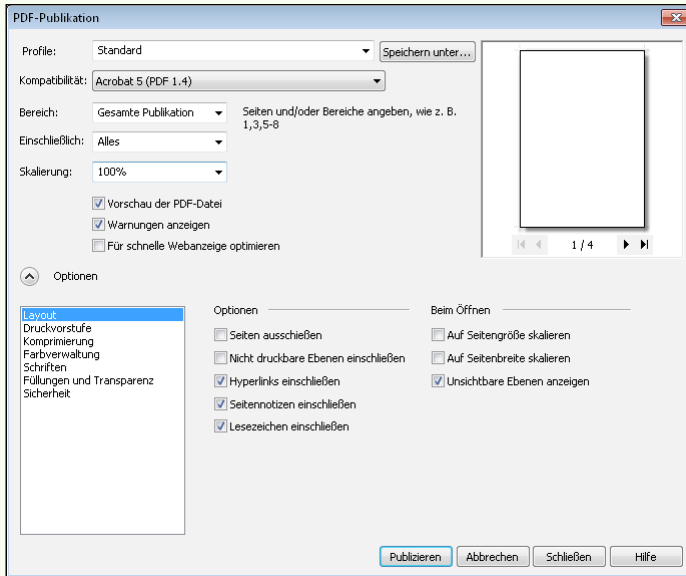 PDF-Publikation
Profile: Standard Speichern unter...
Kompatibilität: Acrobat 5 (PDF 1.4)
Bereich: Gesamte Publikation Seiten und/oder Bereiche angeben, wie z. B.
1,3,5-8
Einschließlich: Alles
Skalierung: 100%
Vorschau der PDF-Datei
Warnungen anzeigen
Für schnelle Webanzeige optimieren
1 / 4
Optionen
Layout
Druckvorstufe
Komprimierung
Farbverwaltung
Schriften
Füllungen und Transparenz
Sicherheit
Optionen
Seiten ausschießen
Nicht druckbare Ebenen einschließen
Hyperlinks einschließen
Seitennotizen einschließen
Lesezeichen einschließen
Beim Öffnen
Auf Seitengröße skalieren
Auf Seitenbreite skalieren
Unsichtbare Ebenen anzeigen
Publizieren Abbrechen Schließen Hilfe